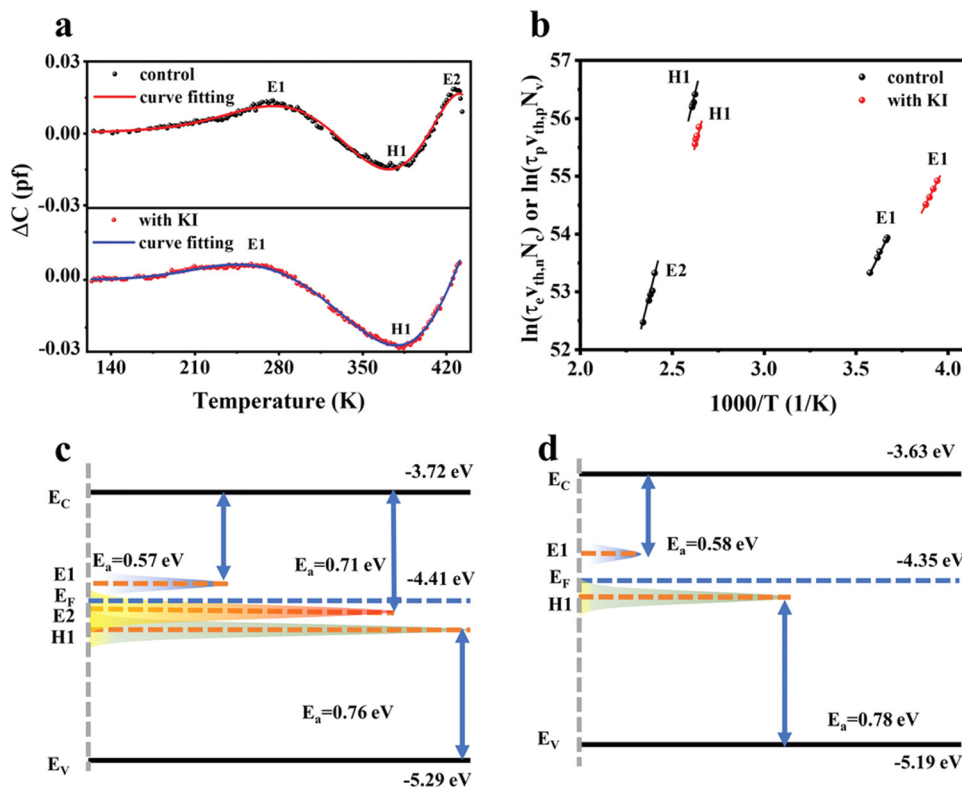 a
0.03
0.00
-0.03
0.00
-0.03
ΔC (pf)
control
curve fitting
E1
E2
H1
with KI
curve fitting
E1
H1
140 210 280 350 420
Temperature (K)
b
57
56
55
54
53
52
ln(τevth,nNc) or ln(τpvth,pNv)
H1
H1
control
with KI
E1
E1
E2
2.0 2.5 3.0 3.5 4.0
1000/T (1/K)
c
-3.72 eV
EC
Ea=0.57 eV
Ea=0.71 eV
E1
-4.41 eV
EF
E2
H1
Ea=0.76 eV
EV
-5.29 eV
d
-3.63 eV
EC
Ea=0.58 eV
E1
-4.35 eV
EF
H1
Ea=0.78 eV
EV
-5.19 eV